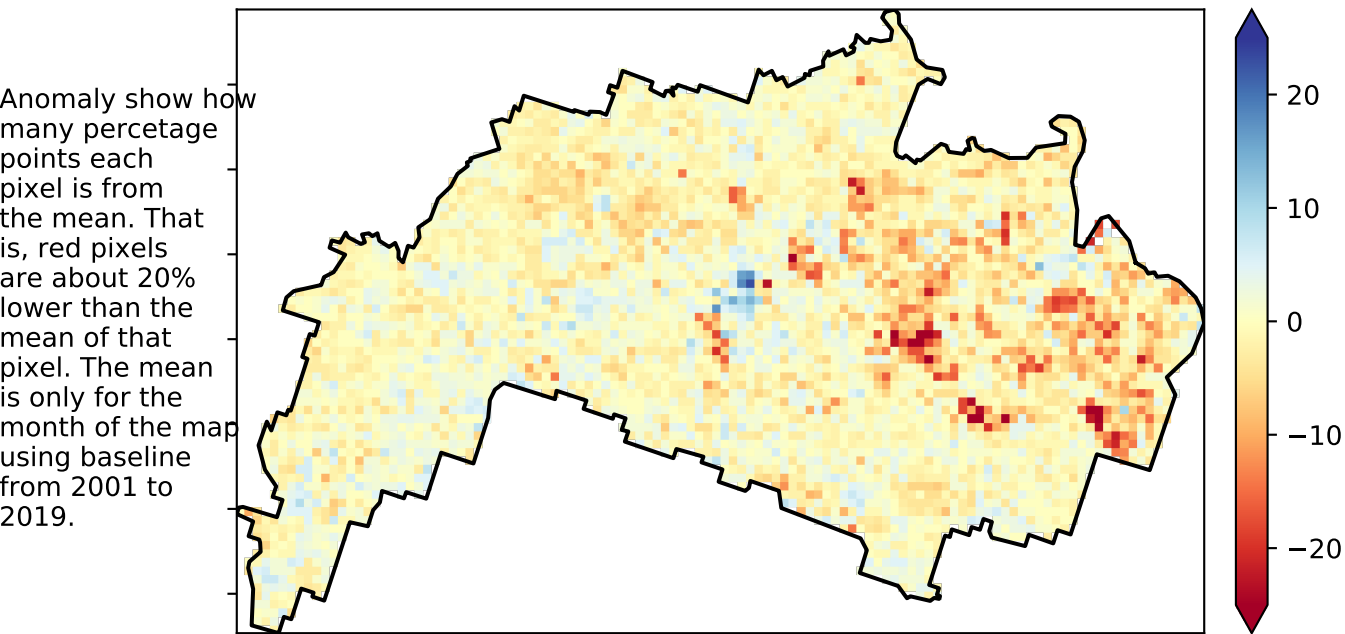 Anomaly show how
many percetage
points each
pixel is from
the mean. That
is, red pixels
are about 20%
lower than the
mean of that
pixel. The mean
is only for the
month of the map
using baseline
from 2001 to
2019.
20
10
0
−10
−20